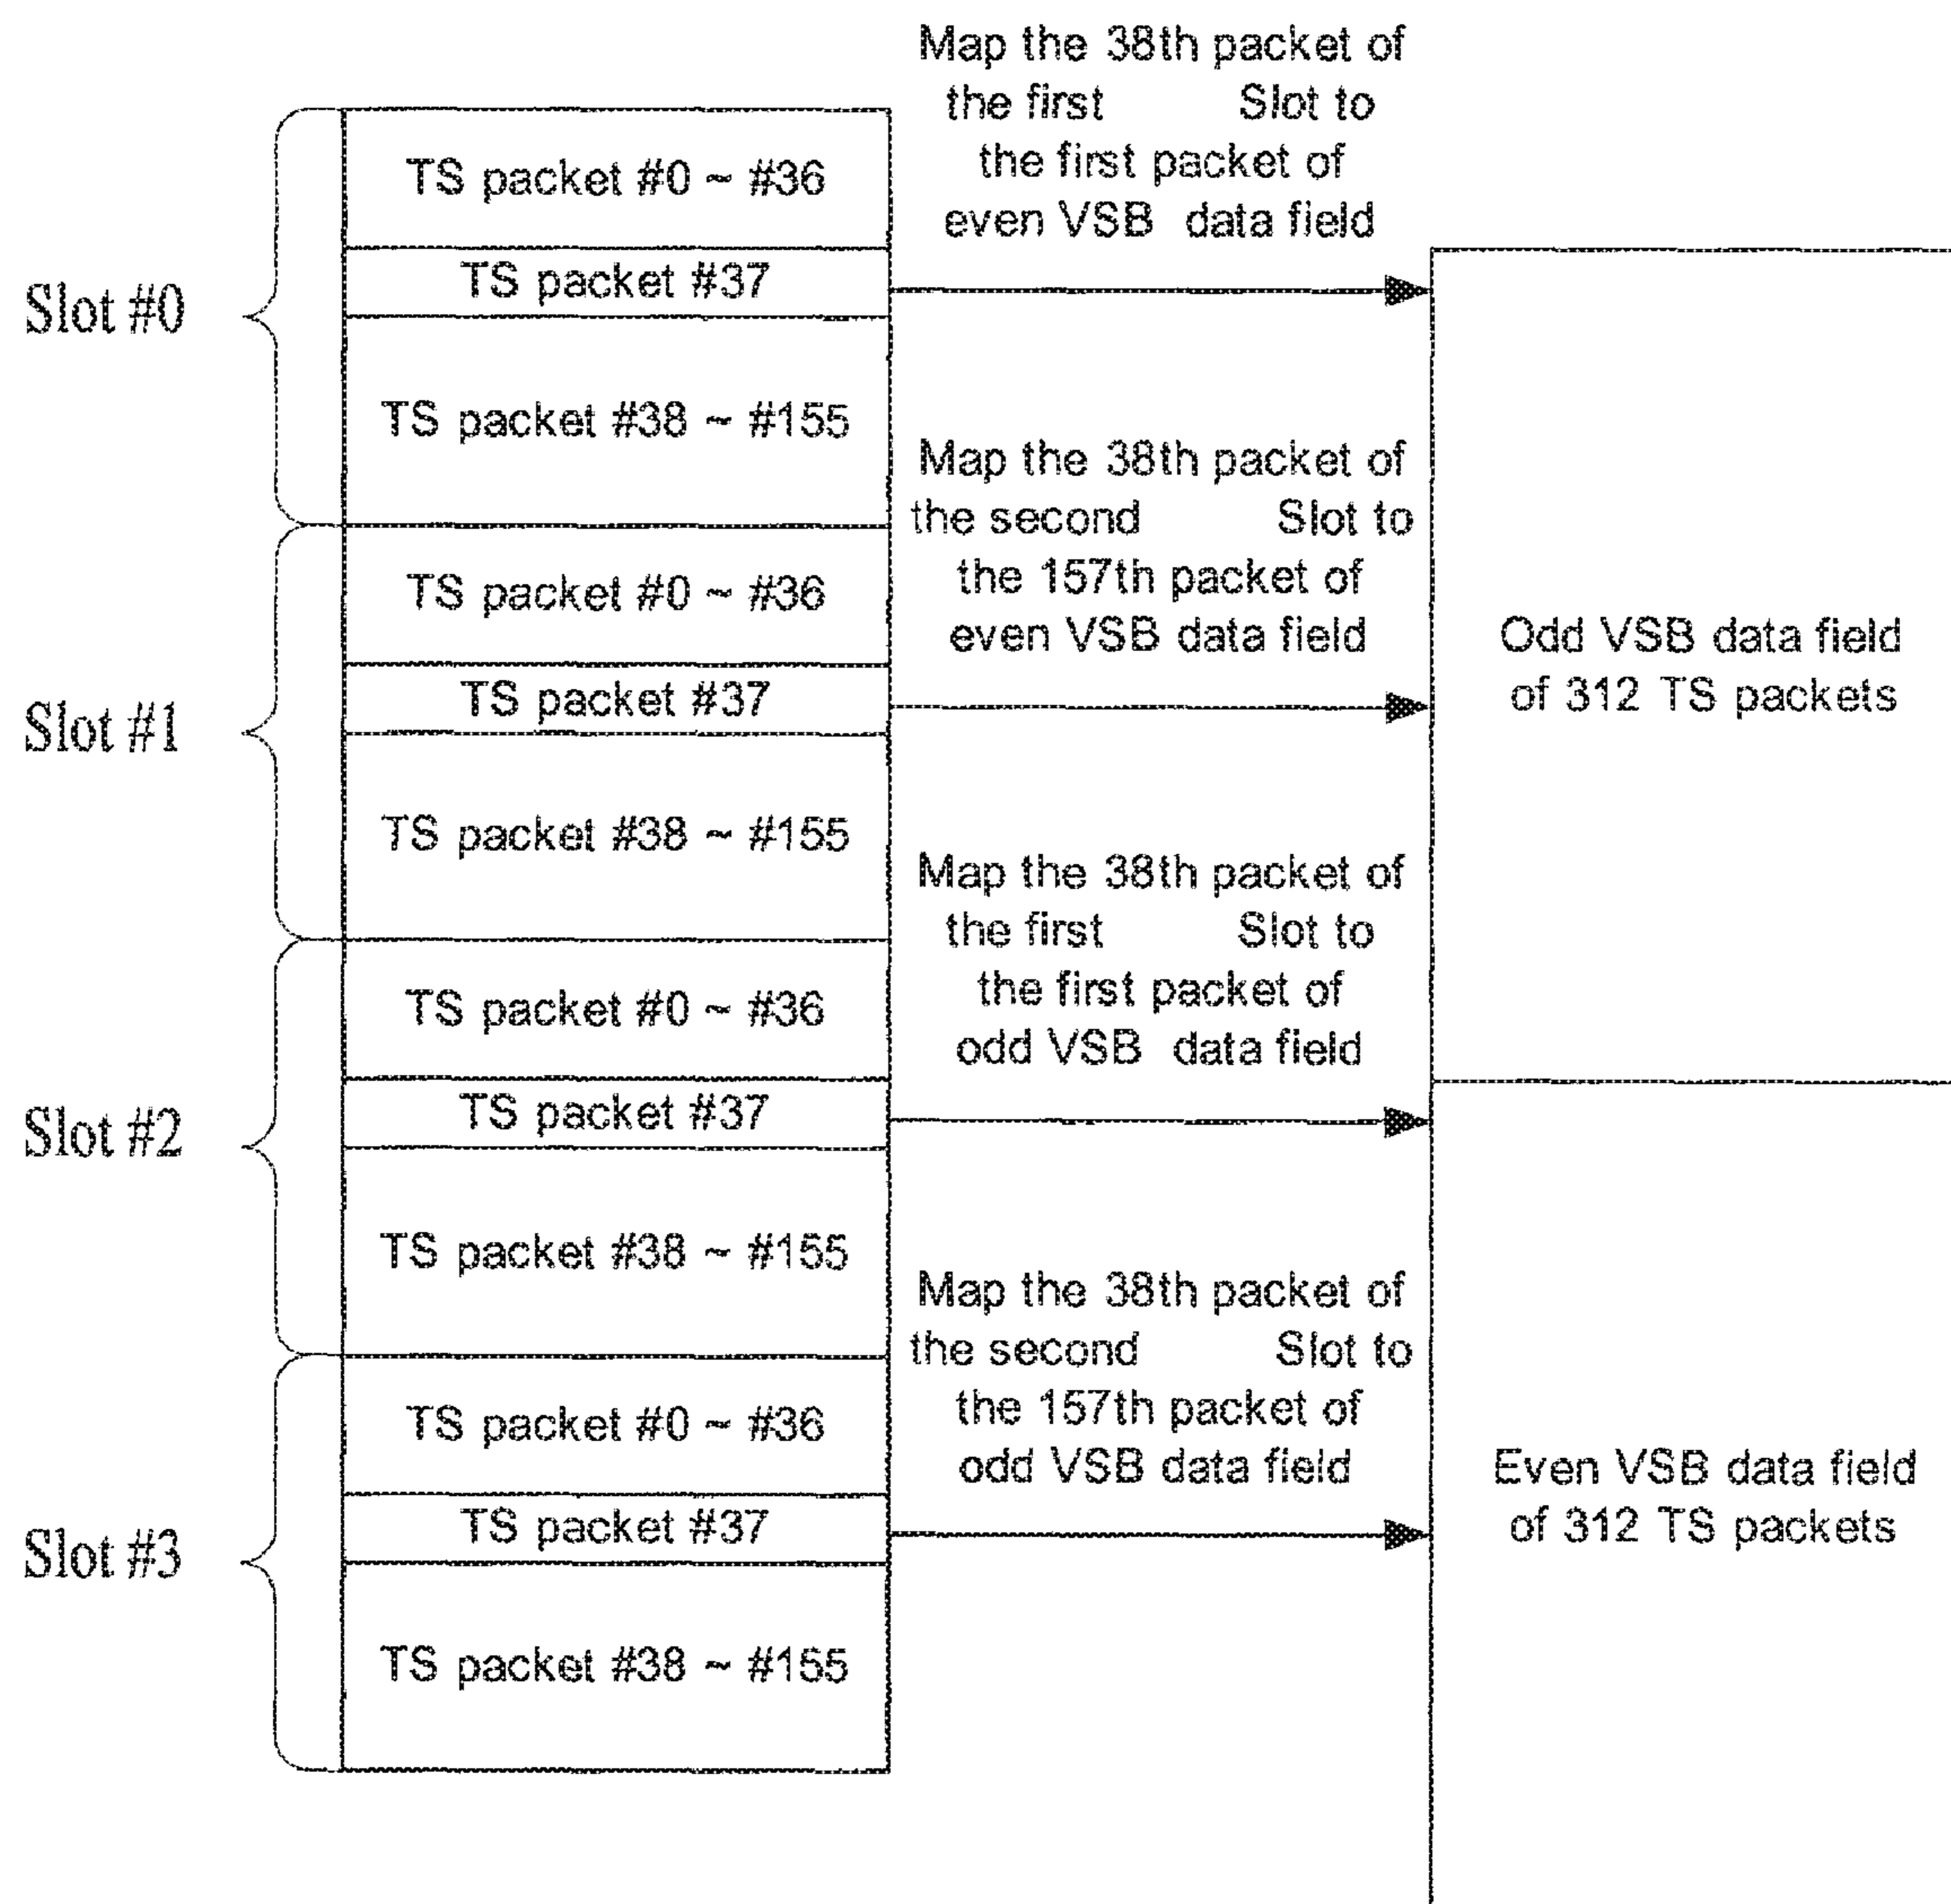 Map the 38th packet of
the first Slot to
the first packet of
even VSB data field
TS packet #0 ~ #36
TS packet #37
Slot #0
TS packet #38 ~ #155
Map the 38th packet of
the second Slot to
the 157th packet of
even VSB data field
TS packet #0 ~ #36
Odd VSB data field
of 312 TS packets
TS packet #37
Slot #1
TS packet #38 ~ #155
Map the 38th packet of
the first Slot to
the first packet of
odd VSB data field
TS packet #0 ~ #36
TS packet #37
Slot #2
TS packet #38 ~ #155
Map the 38th packet of
the second Slot to
the 157th packet of
odd VSB data field
TS packet #0 ~ #36
Even VSB data field
of 312 TS packets
TS packet #37
Slot #3
TS packet #38 ~ #155